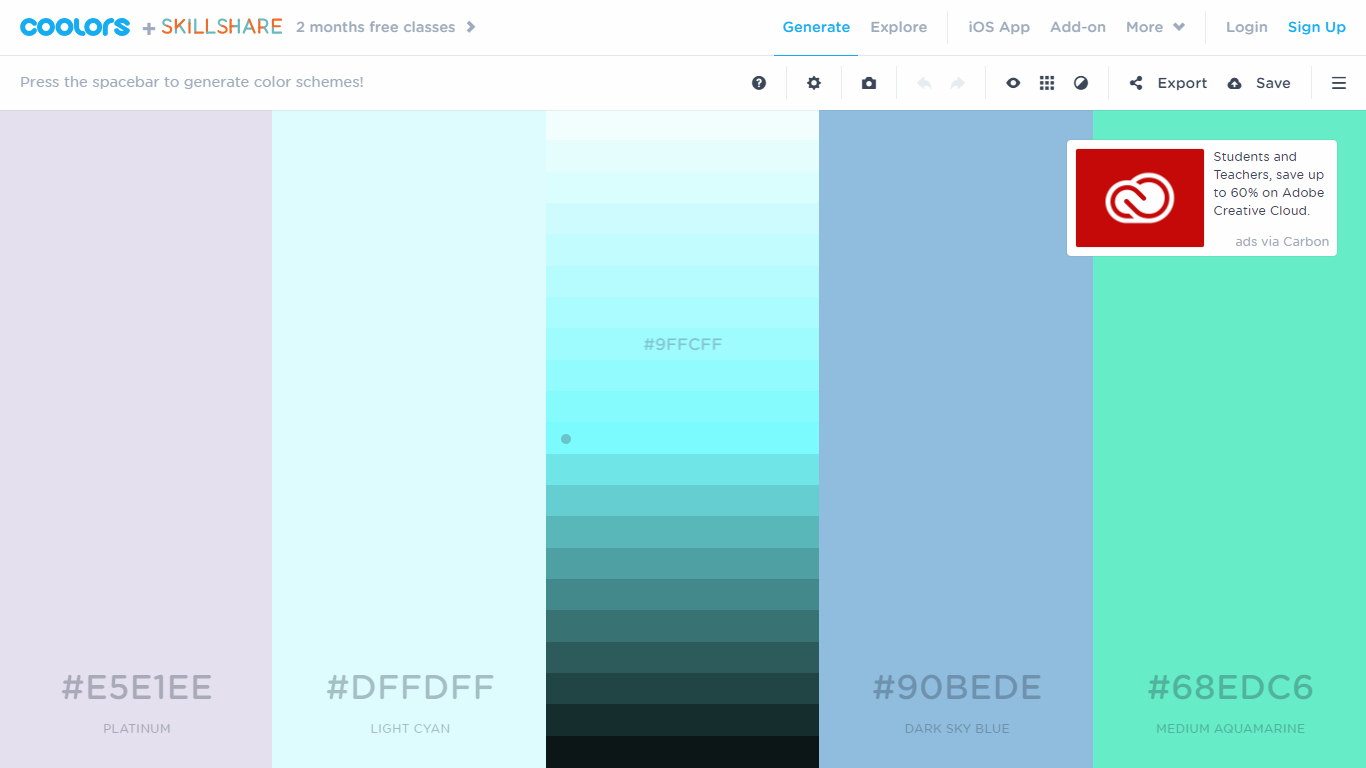 coolors + SKILLSHARE 2 months free classes Generate Explore iOS App Add-on More Login Sign Up
Press the spacebar to generate color schemes! Export Save
Students and
Teachers, save up
to 60% on Adobe
Creative Cloud.
ads via Carbon
#9FFCFF
#E5E1EE #DFFDFF #90BEDE #68EDC6
PLATINUM LIGHT CYAN DARK SKY BLUE MEDIUM AQUAMARINE